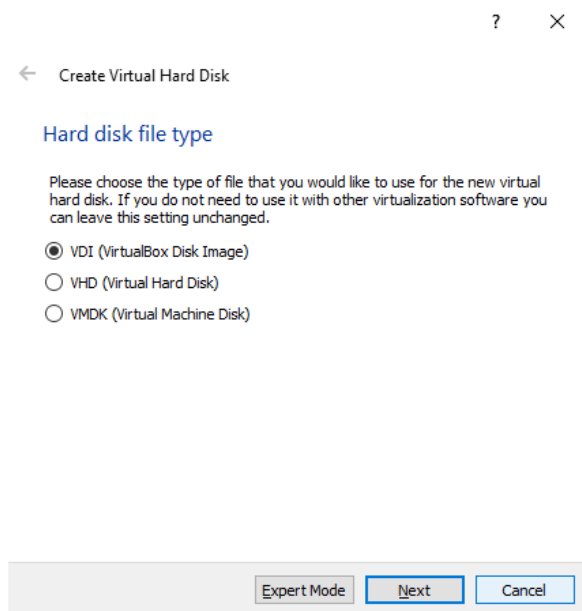 ?
Create Virtual Hard Disk
Hard disk file type
Please choose the type of file that you would like to use for the new virtual
hard disk. If you do not need to use it with other virtualization software you
can leave this setting unchanged.
VDI (VirtualBox Disk Image)
VHD (Virtual Hard Disk)
VMDK (Virtual Machine Disk)
Expert Mode Next Cancel